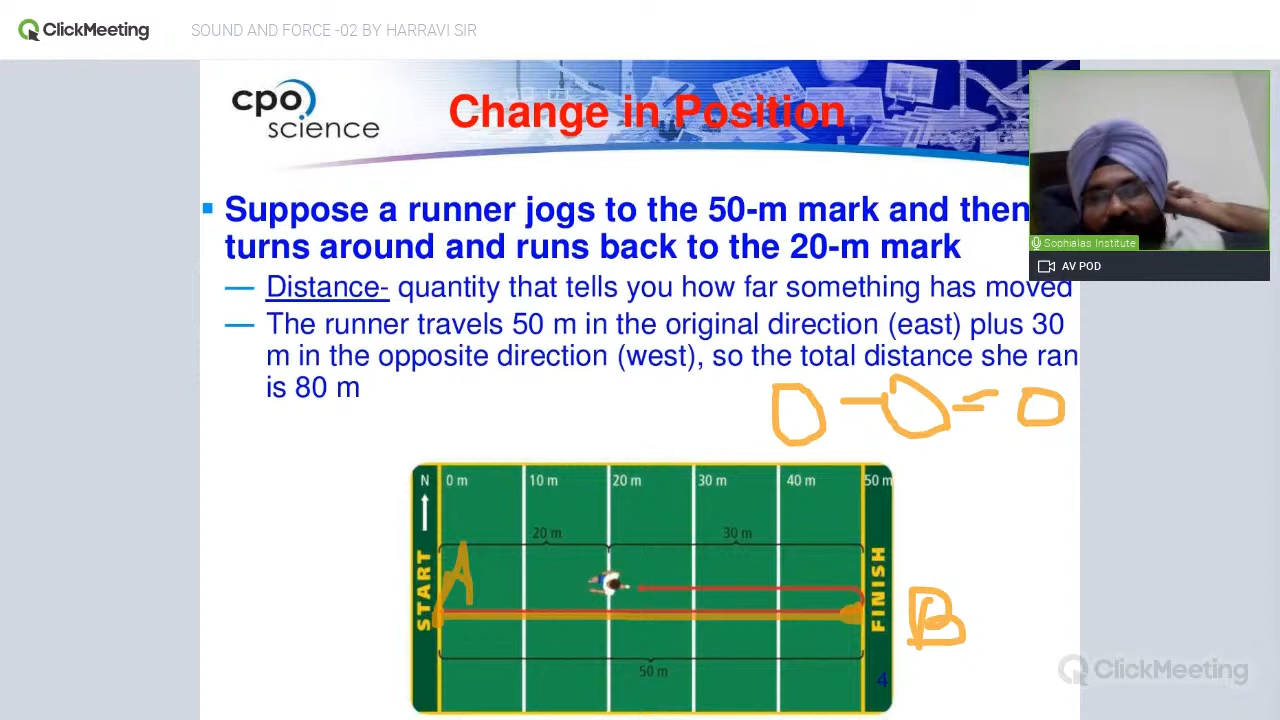 ClickMeeting
SOUND AND FORCE -02 BY HARRAVI SIR
cpo
science
Change in Position
Suppose a runner jogs to the 50-m mark and then
turns around and runs back to the 20-m mark
Sophialas Institute
AV POD
— Distance- quantity that tells you how far something has moved
— The runner travels 50 m in the original direction (east) plus 30
m in the opposite direction (west), so the total distance she ran
is 80 m
0 - 0 = 0
N 0 m 10 m 20 m 30 m 40 m 50 m
20 m 30 m
A
START
FINISH
B
50 m
4
ClickMeeting